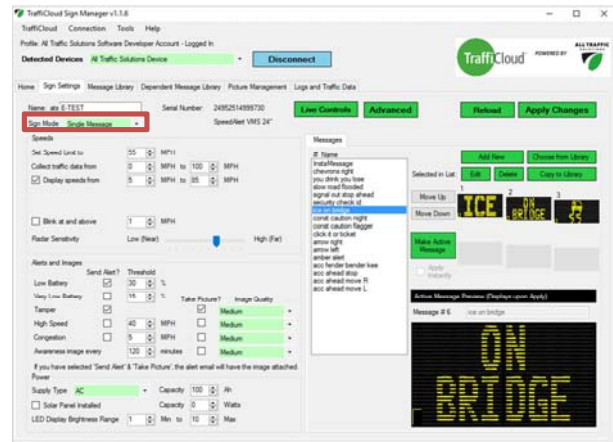 TraffiCloud Sign Manager v1.1.6
TraffiCloud Connection Tools Help
Profile: All Traffic Solutions Software Developer Account - Logged In
Detected Devices All Traffic Solutions Device Disconnect
TraffiCloud POWERED BY ALL TRAFFIC
Home Sign Settings Message Library Dependent Message Library Picture Management Logs and Traffic Data
Name: ats E-TEST Serial Number: 24952514999730 Live Controls Advanced Reload Apply Changes
Sign Mode Single Message SpeedAlert VMS 24"
Speeds
Messages
Set Speed Limit to 55 MPH
# Name
Add New Choose from Library
Collect traffic data from 0 MPH to 100 MPH
InstaMessage
chevrons right
Display speeds from 5 MPH to 85 MPH
you drink you lose
Selected in List: Edit Delete Copy to Library
slow road flooded
signal out stop ahead
security check id
Move Up
1 2 3
ice on bridge
ICE ON BRIDGE
Blink at and above 1 MPH
const caution right
Move Down
const caution flagger
click it or ticket
Radar Sensitivity Low (Near) High (Far)
arrow right
Make Active Message
arrow left
amber alert
Alerts and Images
acc fender bender kee
Send Alert? Threshold
acc ahead stop
Apply Instantly
Low Battery 30 %
acc ahead move R
acc ahead move L
Very Low Battery 15 % Take Picture? Image Quality
Active Message Preview (Displays upon Apply)
Tamper Medium
Message # 6 ice on bridge
High Speed 40 MPH Medium
Congestion 5 MPH Medium
Awareness image every 120 minutes Medium
If you have selected 'Send Alert' & 'Take Picture', the alert email will have the image attached.
ON
BRIDGE
Power
Supply Type AC Capacity 100 Ah
Solar Panel Installed Capacity 0 Watts
LED Display Brightness Range 1 Min to 10 Max